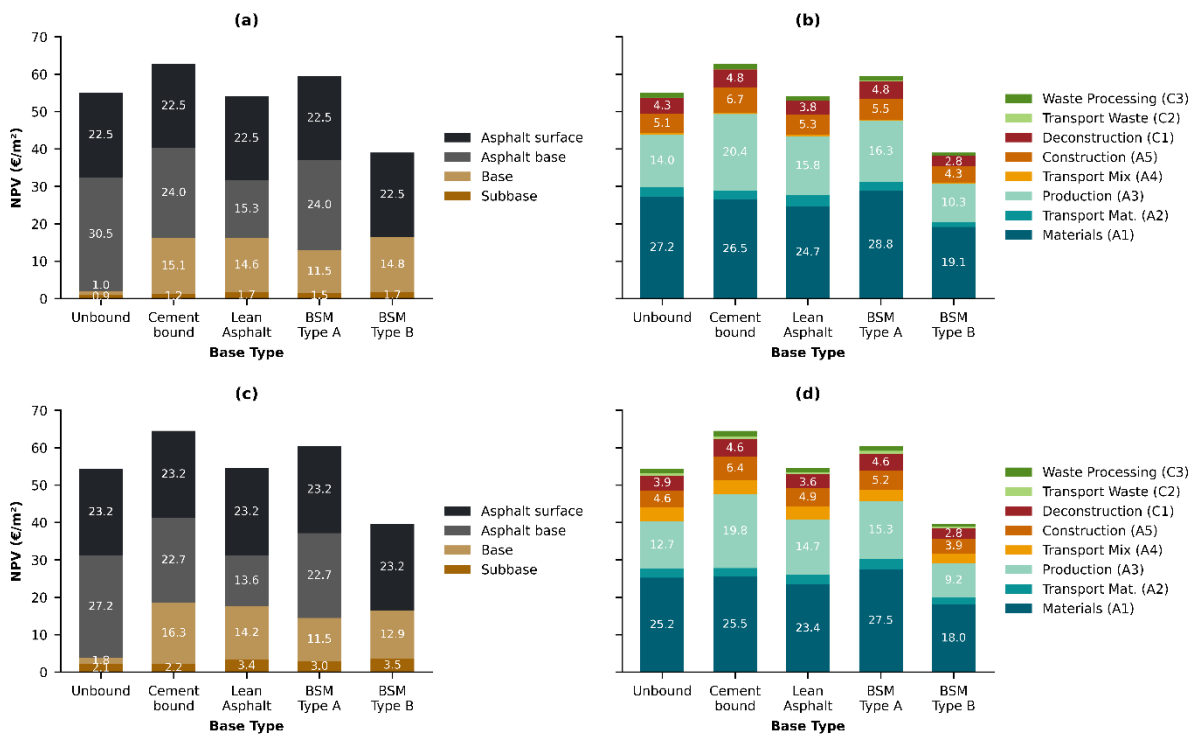 (a)
NPV (€/m²)
70
60
50
40
30
20
10
0
22.5
30.5
1.0
0.9
22.5
24.0
15.1
1.2
22.5
15.3
14.6
1.7
22.5
24.0
11.5
1.5
22.5
14.8
1.7
Unbound
Cement
bound
Lean
Asphalt
BSM
Type A
BSM
Type B
Base Type
Asphalt surface
Asphalt base
Base
Subbase
(b)
4.3
5.1
14.0
27.2
4.8
6.7
20.4
26.5
3.8
5.3
15.8
24.7
4.8
5.5
16.3
28.8
2.8
4.3
10.3
19.1
Unbound
Cement
bound
Lean
Asphalt
BSM
Type A
BSM
Type B
Base Type
Waste Processing (C3)
Transport Waste (C2)
Deconstruction (C1)
Construction (A5)
Transport Mix (A4)
Production (A3)
Transport Mat. (A2)
Materials (A1)
(c)
NPV (€/m²)
70
60
50
40
30
20
10
0
23.2
27.2
1.8
2.1
23.2
22.7
16.3
2.2
23.2
13.6
14.2
3.4
23.2
22.7
11.5
3.0
23.2
12.9
3.5
Unbound
Cement
bound
Lean
Asphalt
BSM
Type A
BSM
Type B
Base Type
Asphalt surface
Asphalt base
Base
Subbase
(d)
3.9
4.6
12.7
25.2
4.6
6.4
19.8
25.5
3.6
4.9
14.7
23.4
4.6
5.2
15.3
27.5
2.8
3.9
9.2
18.0
Unbound
Cement
bound
Lean
Asphalt
BSM
Type A
BSM
Type B
Base Type
Waste Processing (C3)
Transport Waste (C2)
Deconstruction (C1)
Construction (A5)
Transport Mix (A4)
Production (A3)
Transport Mat. (A2)
Materials (A1)